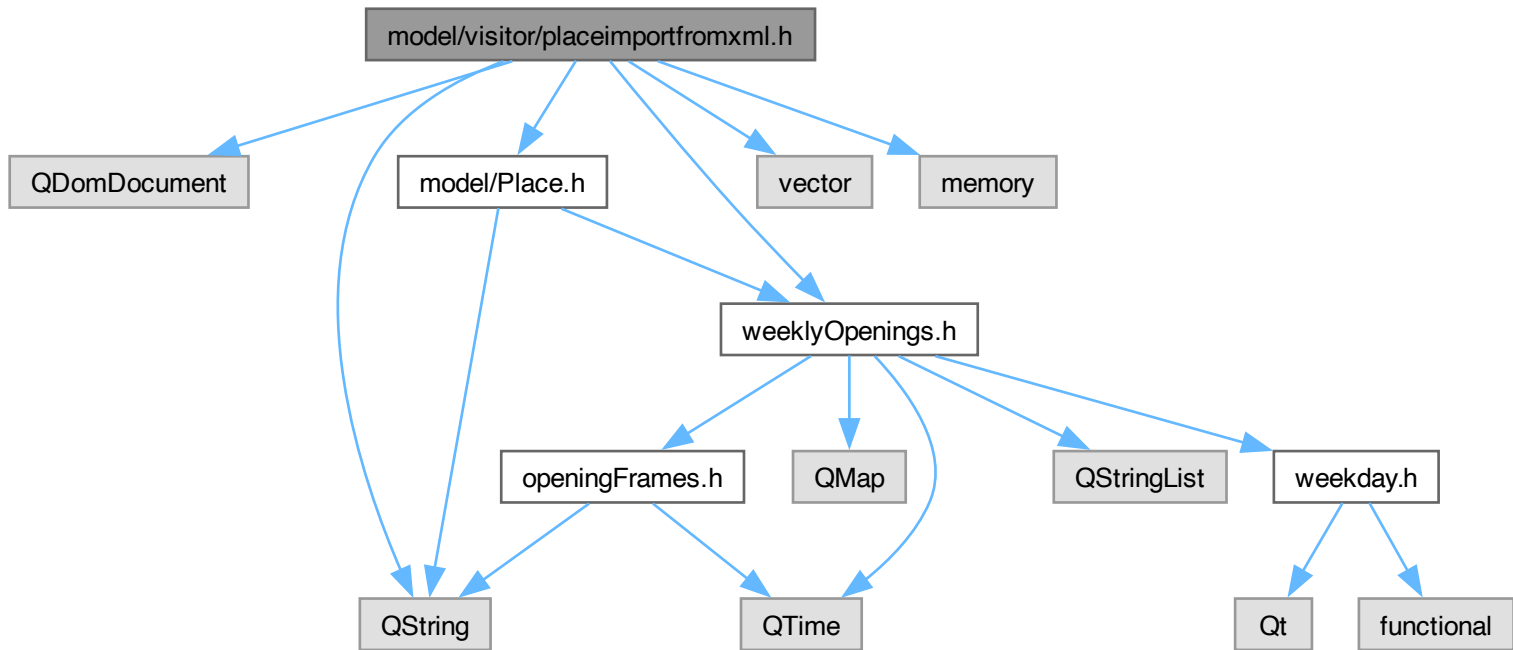 model/visitor/placeimportfromxml.h
QDomDocument
model/Place.h
vector
memory
weeklyOpenings.h
openingFrames.h
QMap
QStringList
weekday.h
QString
QTime
Qt
functional